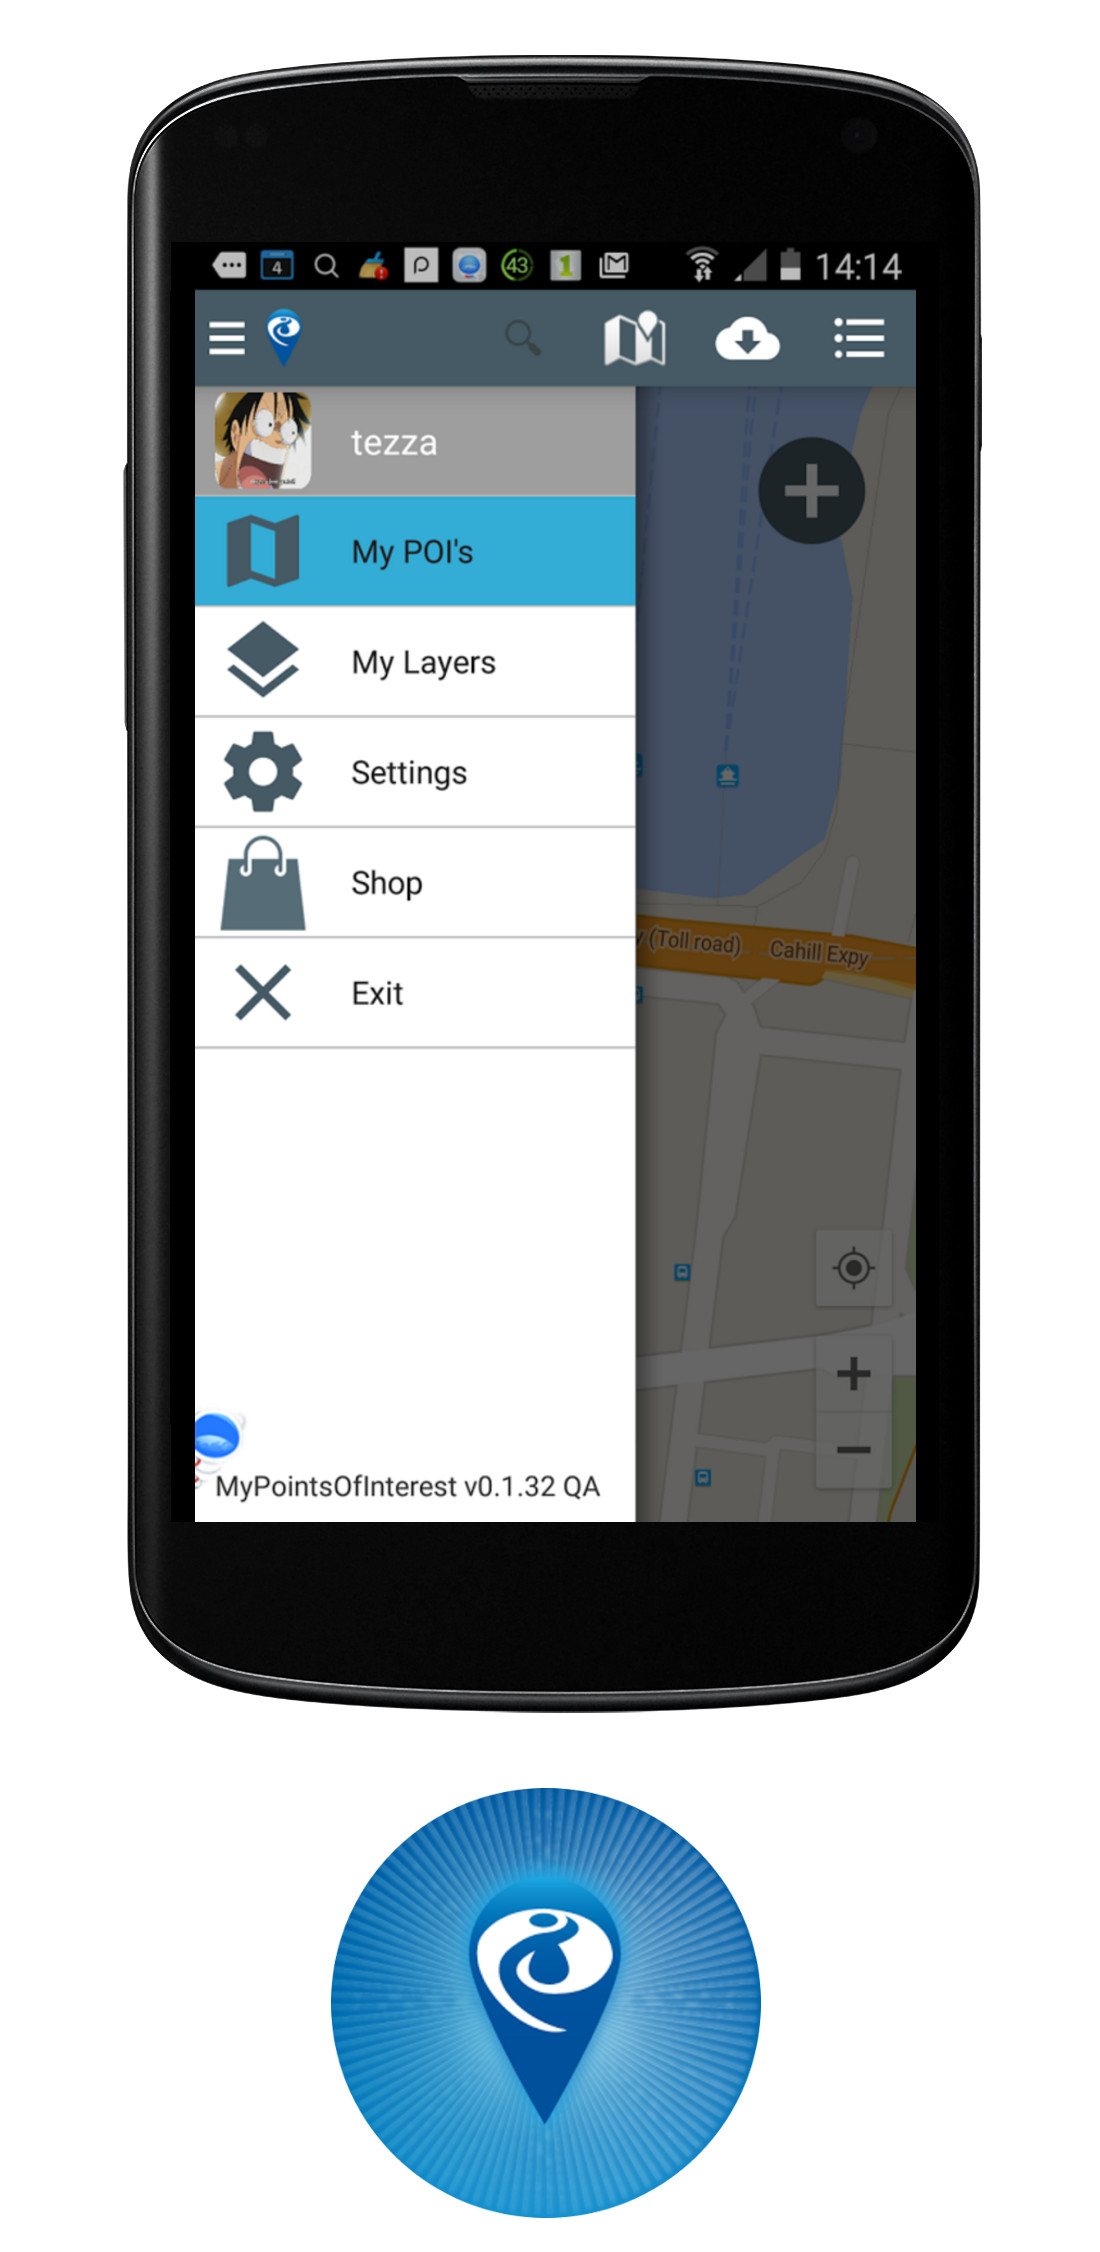 4
43
1
14:14
tezza
My POI's
My Layers
Settings
Shop
Exit
(Toll road)
Cahill Expy
MyPointsOfInterest v0.1.32 QA